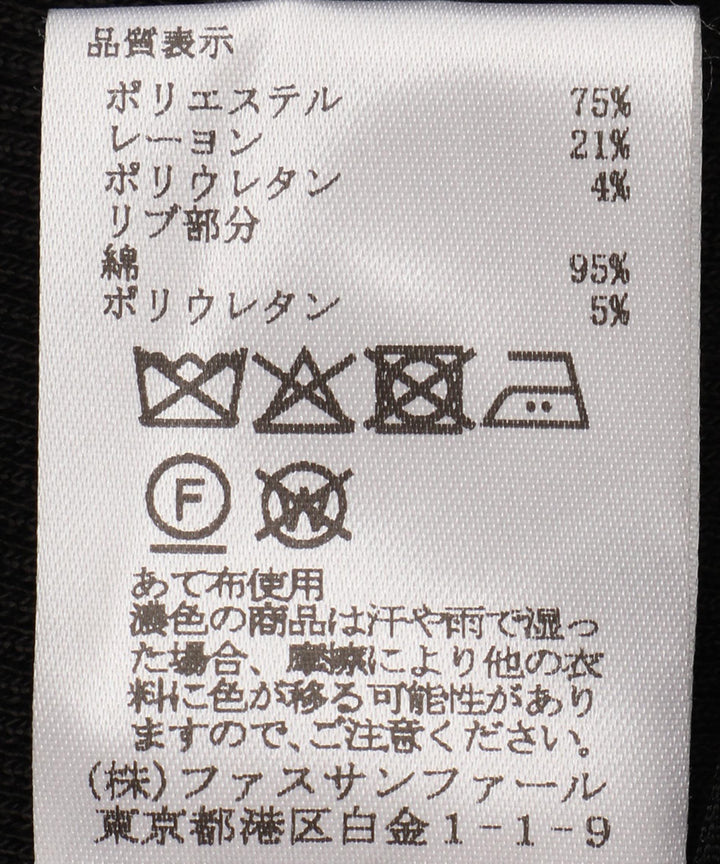 品質表示
ポリエステル 75%
レーヨン 21%
ポリウレタン 4%
リブ部分
綿 95%
ポリウレタン 5%
F W
あて布使用
濃色の商品は汗や雨で湿っ
た場合、摩擦により他の衣
料に色が移る可能性があり
ますので、ご注意ください。
(株)ファスサンファール
東京都港区白金1-1-9